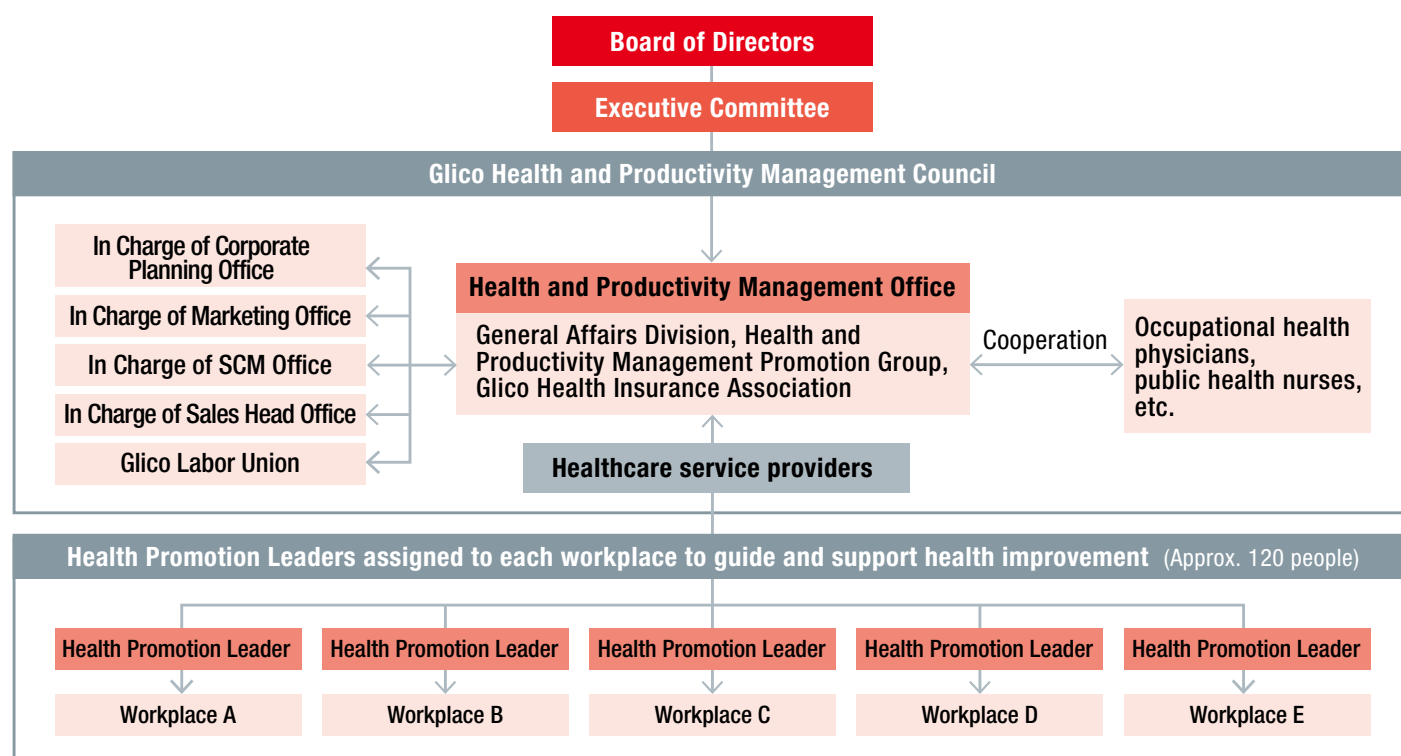 Board of Directors
Executive Committee
Glico Health and Productivity Management Council
In Charge of Corporate
Planning Office
In Charge of Marketing Office
In Charge of SCM Office
In Charge of Sales Head Office
Glico Labor Union
Health and Productivity Management Office
General Affairs Division, Health and
Productivity Management Promotion Group,
Glico Health Insurance Association
Cooperation
Occupational health
physicians,
public health nurses,
etc.
Healthcare service providers
Health Promotion Leaders assigned to each workplace to guide and support health improvement (Approx. 120 people)
Health Promotion Leader
Health Promotion Leader
Health Promotion Leader
Health Promotion Leader
Health Promotion Leader
Workplace A
Workplace B
Workplace C
Workplace D
Workplace E